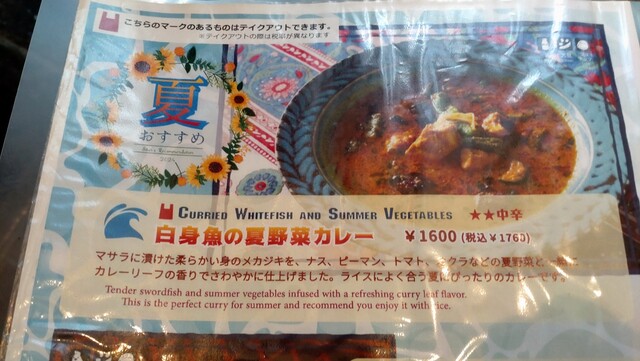 こちらのマークのあるものはテイクアウトできます。
※テイクアウトの際は税率が異なります
夏
おすすめ
CURRIED WHITEFISH AND SUMMER VEGETABLES ★★中辛
白身魚の夏野菜カレー ¥1600 (税込¥1760)
マサラに漬けた柔らかい身のメカジキを、ナス、ピーマン、トマト、オクラなどの夏野菜と
カレーリーフの香りでさわやかに仕上げました。ライスによく合う夏にぴったりのカレーです。
Tender swordfish and summer vegetables infused with a refreshing curry leaf flavor.
This is the perfect curry for summer and recommend you enjoy it with rice.